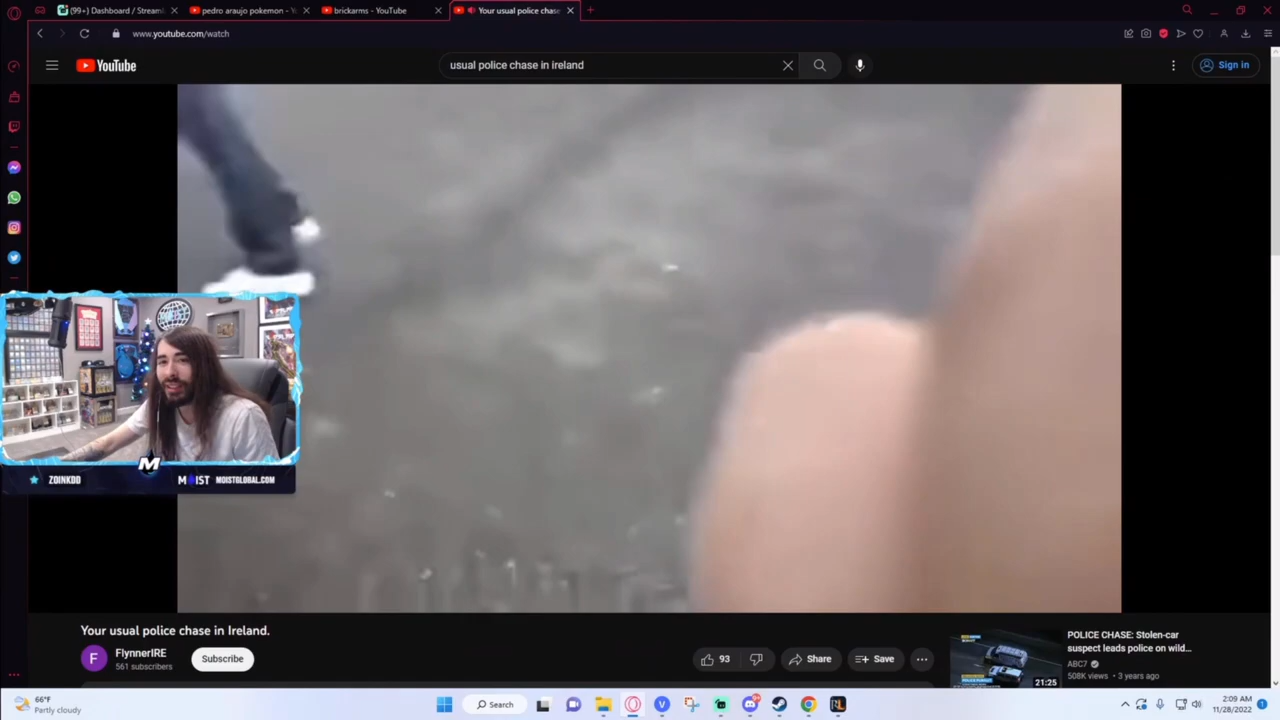 (99+) Dashboard / Streaml
pedro araujo pokemon - Yo
brickarms - YouTube
Your usual police chase
www.youtube.com/watch
YouTube
usual police chase in ireland
Sign in
M
ZOINKDD
MOIST
MOISTGLOBAL.COM
Your usual police chase in Ireland.
F
FlynnerIRE
561 subscribers
Subscribe
93
Share
Save
POLICE CHASE: Stolen-car
suspect leads police on wild...
ABC7
508K views • 3 years ago
21:25
66°F
Partly cloudy
Search
2:09 AM
11/28/2022